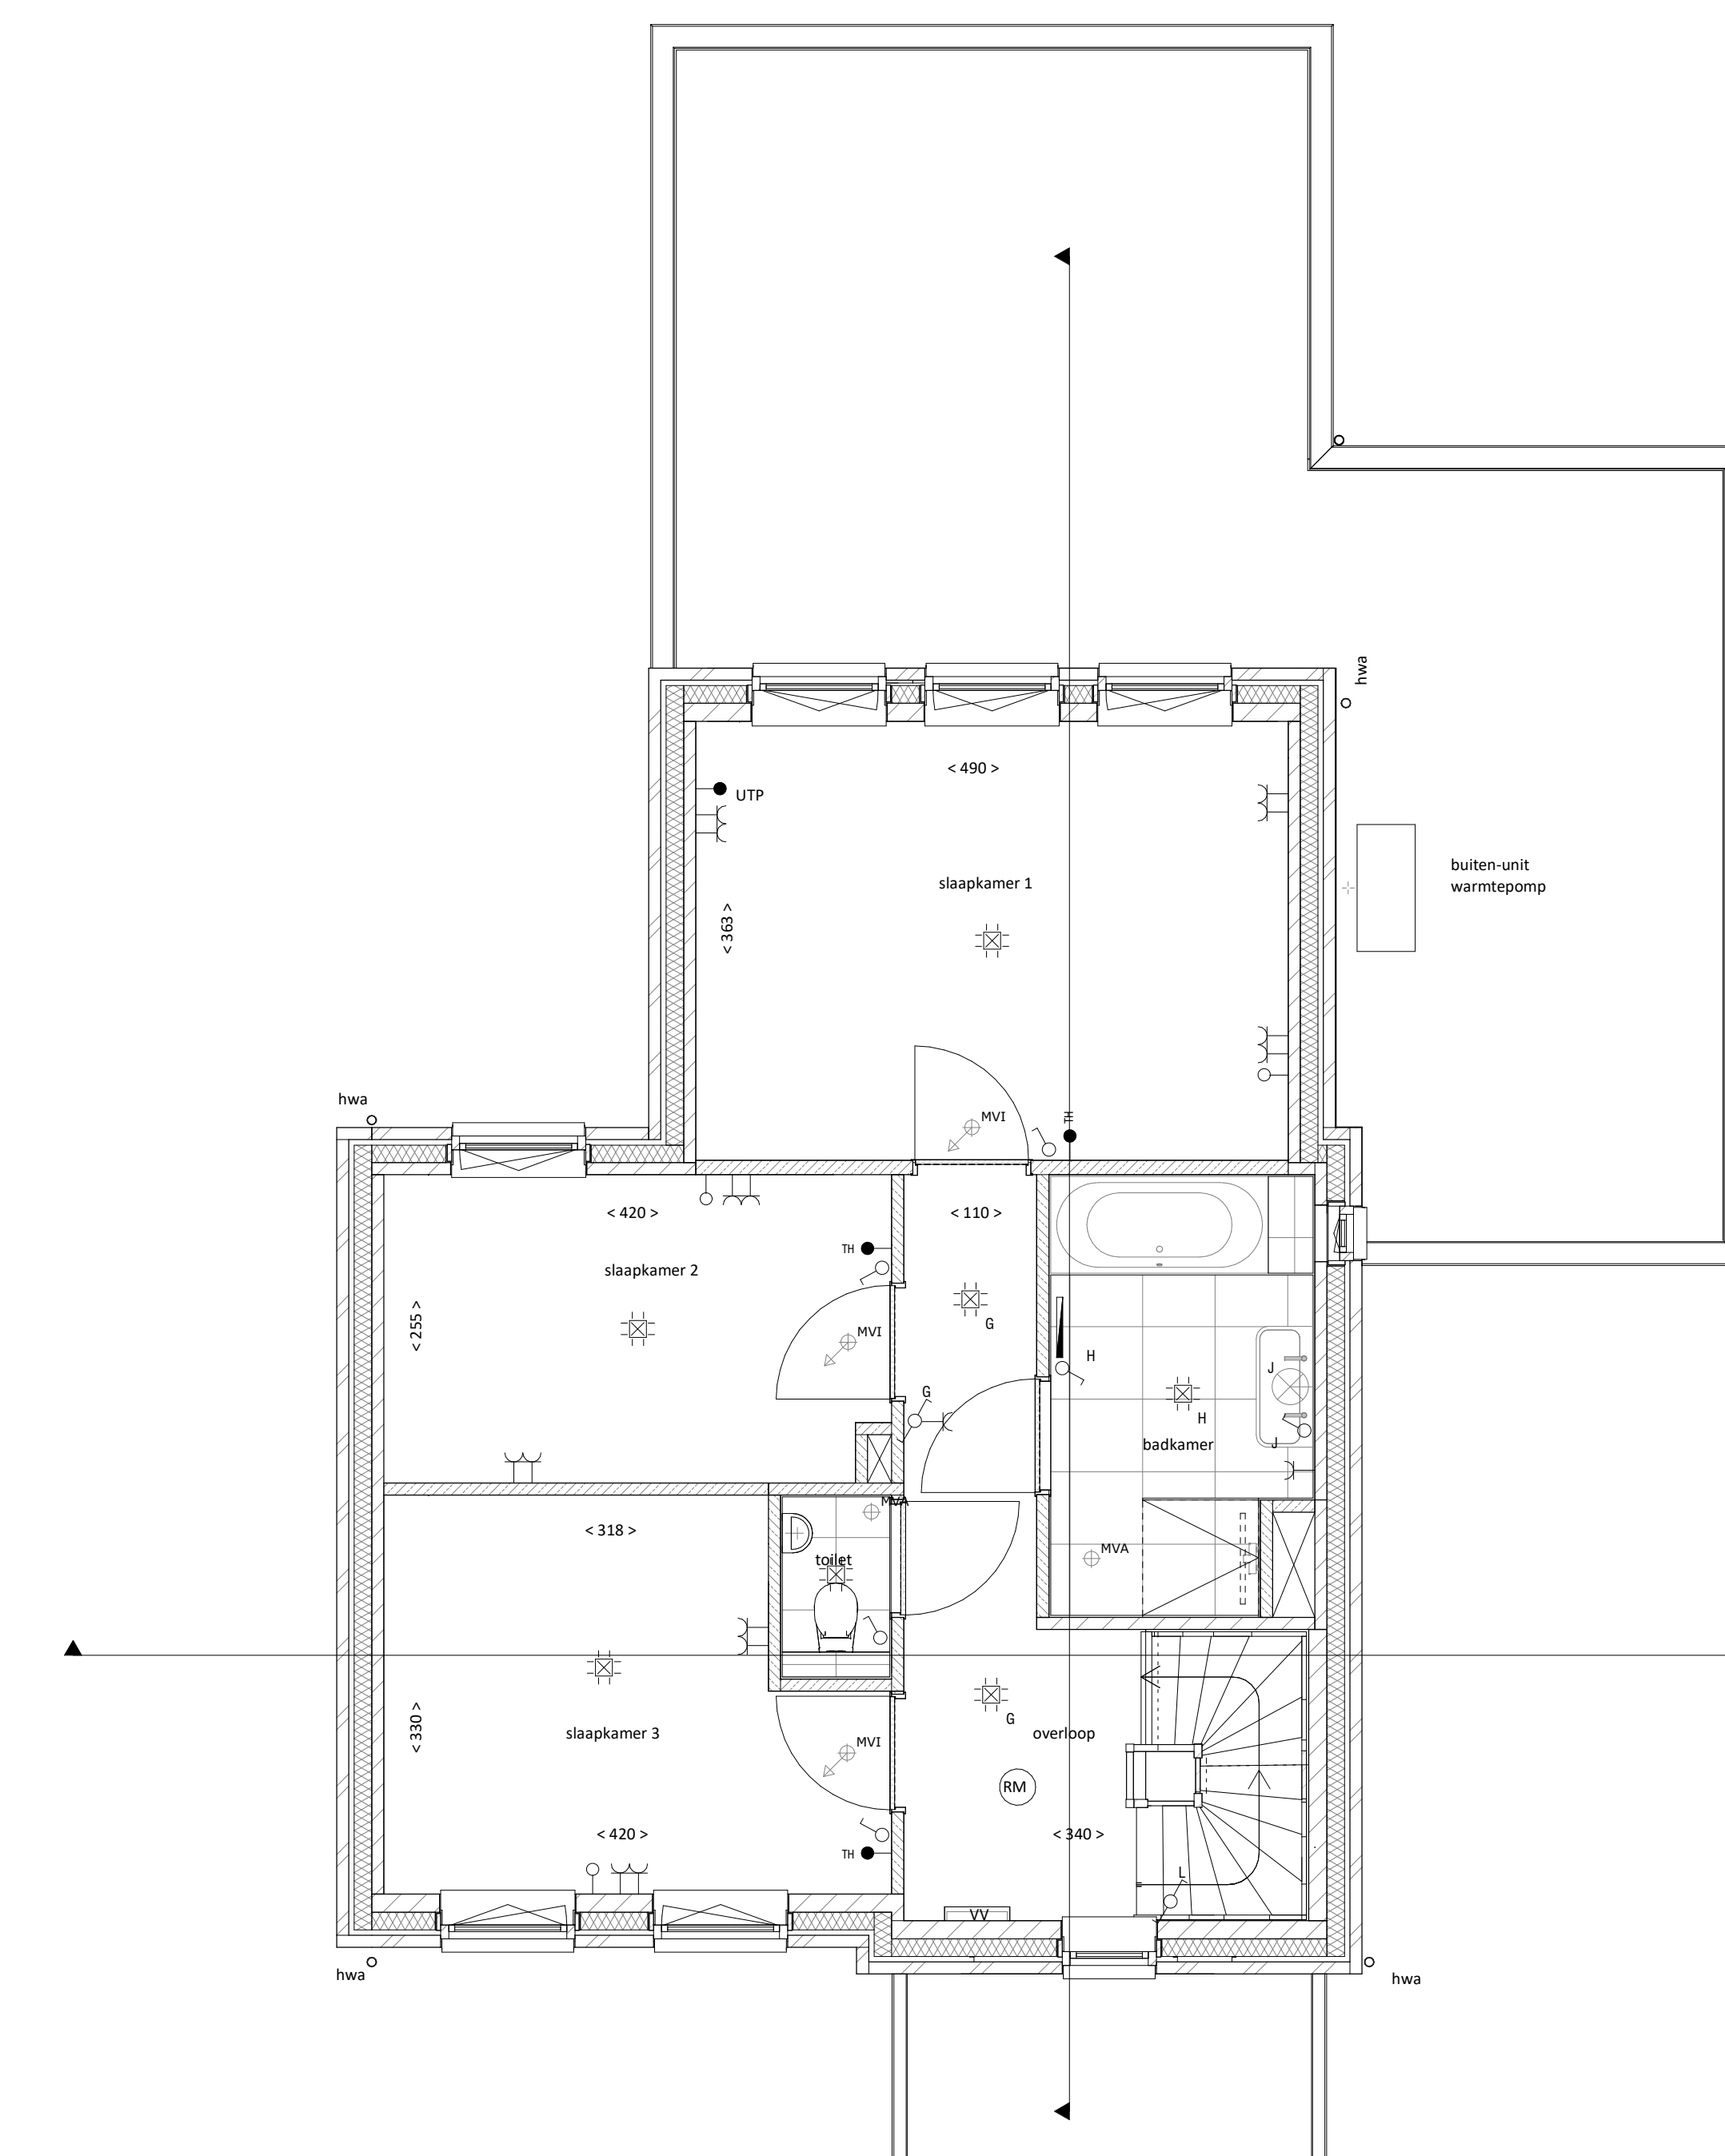 hwa
< 490 >
UTP
buiten-unit
warmtepomp
slaapkamer 1
< 363 >
hwa
MVI
TH
< 420 >
< 110 >
TH
slaapkamer 2
< 255 >
G
MVI
H
J
G
H
J
badkamer
MVA
< 318 >
MVA
toilet
G
slaapkamer 3
overloop
< 330 >
MVI
RM
< 420 >
< 340 >
TH
L
VV
hwa
hwa